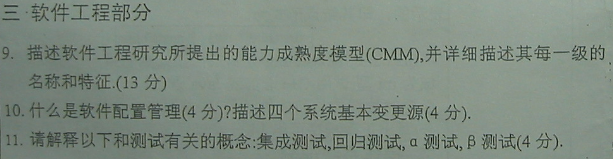 三·软件工程部分
9. 描述软件工程研究所提出的能力成熟度模型(CMM),并详细描述其每一级的
名称和特征.(13 分)
10. 什么是软件配置管理(4 分)?描述四个系统基本变更源(4 分).
11. 请解释以下和测试有关的概念:集成测试,回归测试, α 测试, β 测试(4 分).